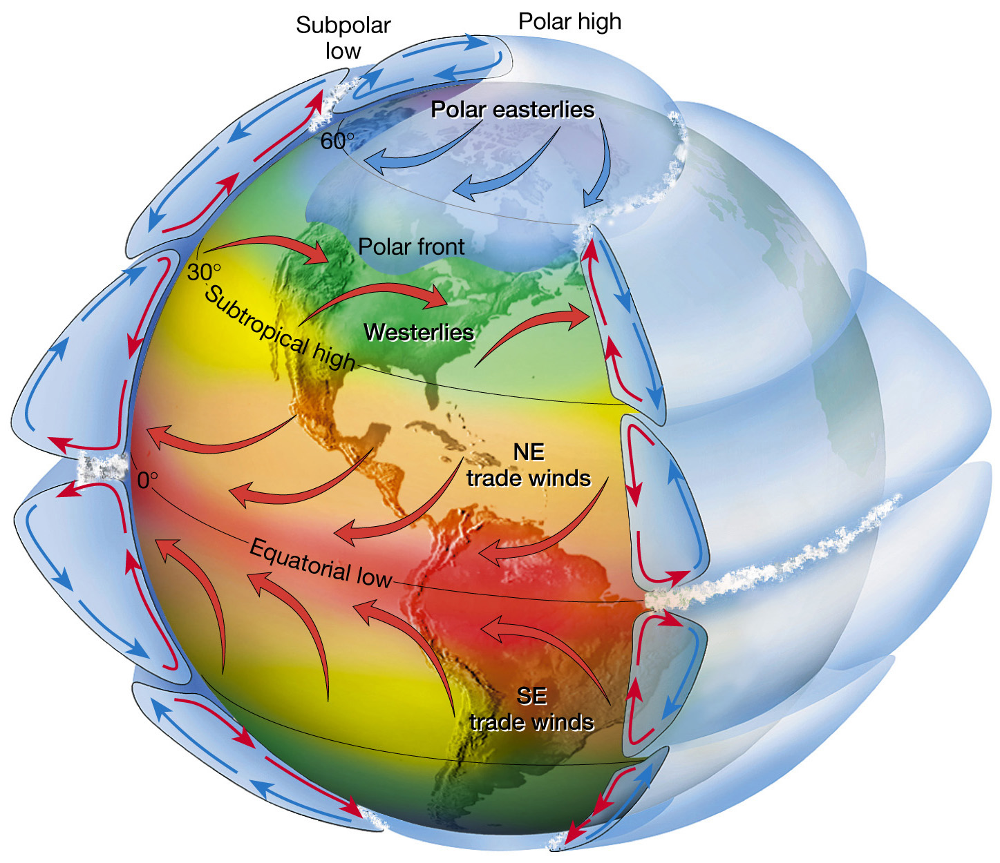 Subpolar
low
Polar high
Polar easterlies
60°
Polar front
30°
Subtropical high
Westerlies
NE
trade winds
0°
Equatorial low
SE
trade winds